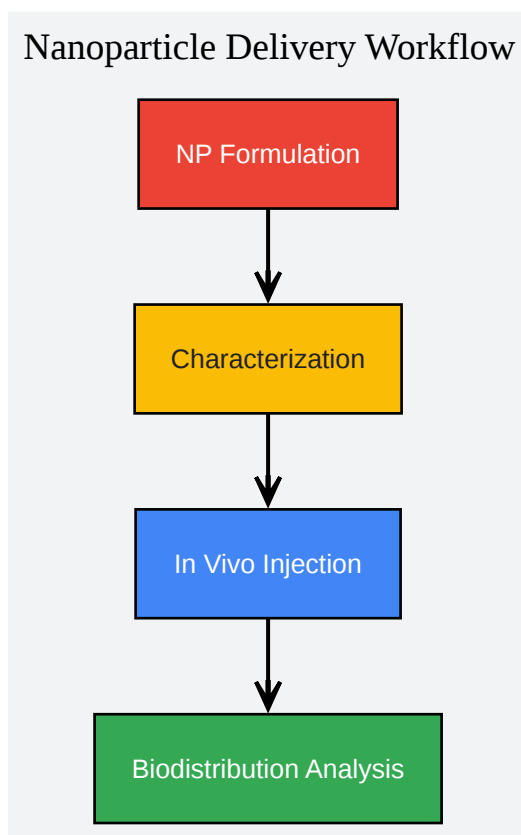 Nanoparticle Delivery Workflow
NP Formulation
Characterization
In Vivo Injection
Biodistribution Analysis